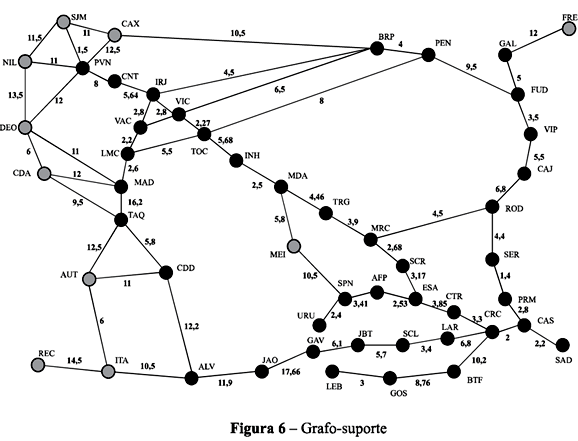 SJM
CAX
FRE
11,5
11
10,5
BRP
4
PEN
GAL
12
NIL
11
1,5
12,5
PVN
CNT
8
5,64
IRJ
4,5
6,5
9,5
5
FUD
13,5
12
2,8
2,8
VIC
8
3,5
DEO
VAC
2,27
VIP
6
11
2,2
LMC
5,5
TOC
5,68
5,5
CDA
12
2,6
INH
CAJ
MAD
2,5
MDA
6,8
9,5
16,2
4,46
TRG
ROD
TAQ
3,9
4,5
5,8
MRC
4,4
12,5
5,8
MEI
2,68
SCR
SER
AUT
11
CDD
10,5
3,17
1,4
SPN
AFP
ESA
PRM
6
12,2
2,4
3,41
2,53
3,85
CTR
2,8
URU
3,3
CRC
CAS
GAV
JBT
SCL
LAR
2
2,2
REC
6,1
5,7
3,4
6,8
SAD
14,5
ITA
10,5
ALV
JAO
17,66
10,2
11,9
LEB
3
GOS
8,76
BTF
Figura 6 – Grafo-suporte